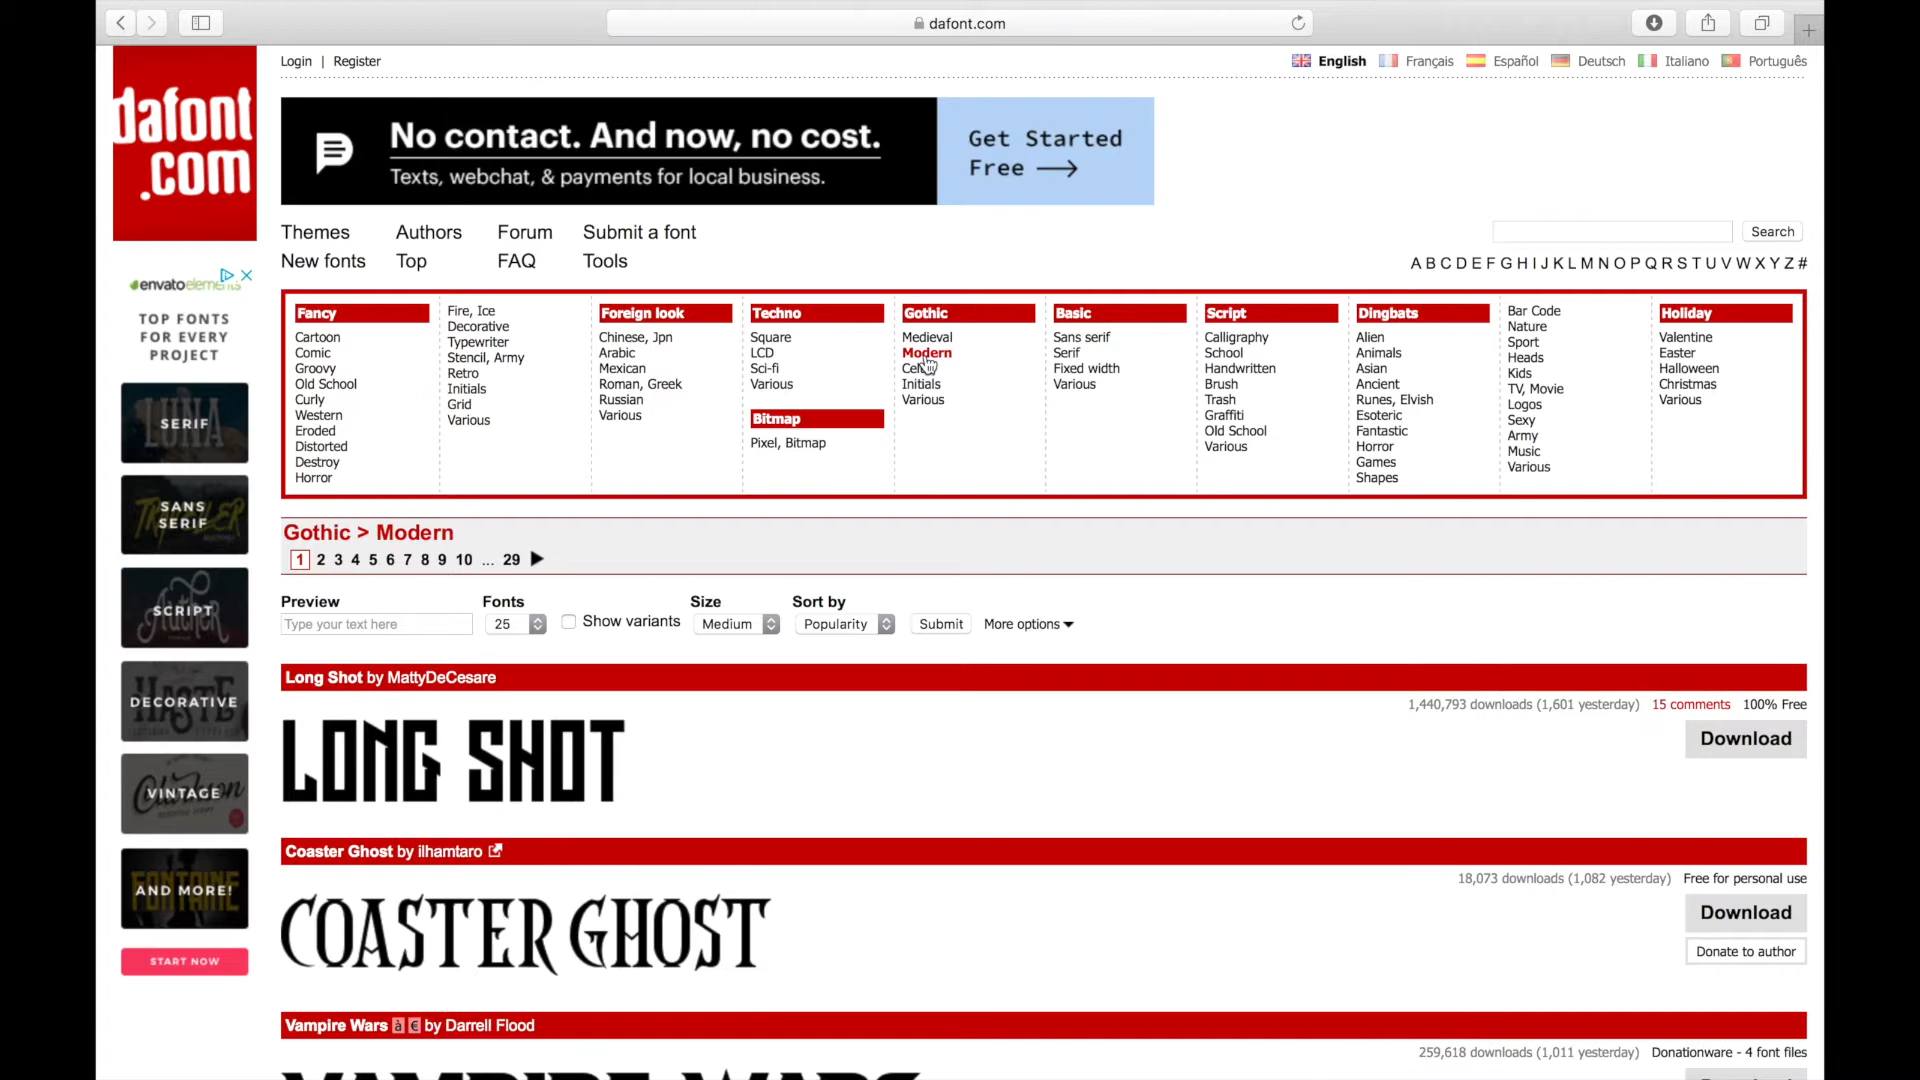 dafont.com
Login | Register
English Français Español Deutsch Italiano Português
dafont
.com
No contact. And now, no cost.
Texts, webchat, & payments for local business.
Get Started
Free
Themes Authors Forum Submit a font
New fonts Top FAQ Tools
Search
A B C D E F G H I J K L M N O P Q R S T U V W X Y Z #
envatoelements
TOP FONTS
FOR EVERY
PROJECT
SERIF
SANS
SERIF
SCRIPT
DECORATIVE
VINTAGE
AND MORE!
START NOW
Fancy
Cartoon
Comic
Groovy
Old School
Curly
Western
Eroded
Distorted
Destroy
Horror
Fire, Ice
Decorative
Typewriter
Stencil, Army
Retro
Initials
Grid
Various
Foreign look
Chinese, Jpn
Arabic
Mexican
Roman, Greek
Russian
Various
Techno
Square
LCD
Sci-fi
Various
Bitmap
Pixel, Bitmap
Gothic
Medieval
Modern
Initials
Various
Basic
Sans serif
Serif
Fixed width
Various
Script
Calligraphy
School
Handwritten
Brush
Trash
Graffiti
Old School
Various
Dingbats
Alien
Animals
Asian
Ancient
Runes, Elvish
Esoteric
Fantastic
Horror
Games
Shapes
Bar Code
Nature
Sport
Heads
Kids
TV, Movie
Logos
Sexy
Army
Music
Various
Holiday
Valentine
Easter
Halloween
Christmas
Various
Gothic > Modern
1 2 3 4 5 6 7 8 9 10 ... 29
Preview Fonts Size Sort by
Type your text here 25 Show variants Medium Popularity Submit More options
Long Shot by MattyDeCesare
1,440,793 downloads (1,601 yesterday) 15 comments 100% Free
LONG SHOT
Download
Coaster Ghost by ilhamtaro
18,073 downloads (1,082 yesterday) Free for personal use
COASTER GHOST
Download
Donate to author
Vampire Wars à € by Darrell Flood
259,618 downloads (1,011 yesterday) Donationware - 4 font files
VAMPIRE WARS